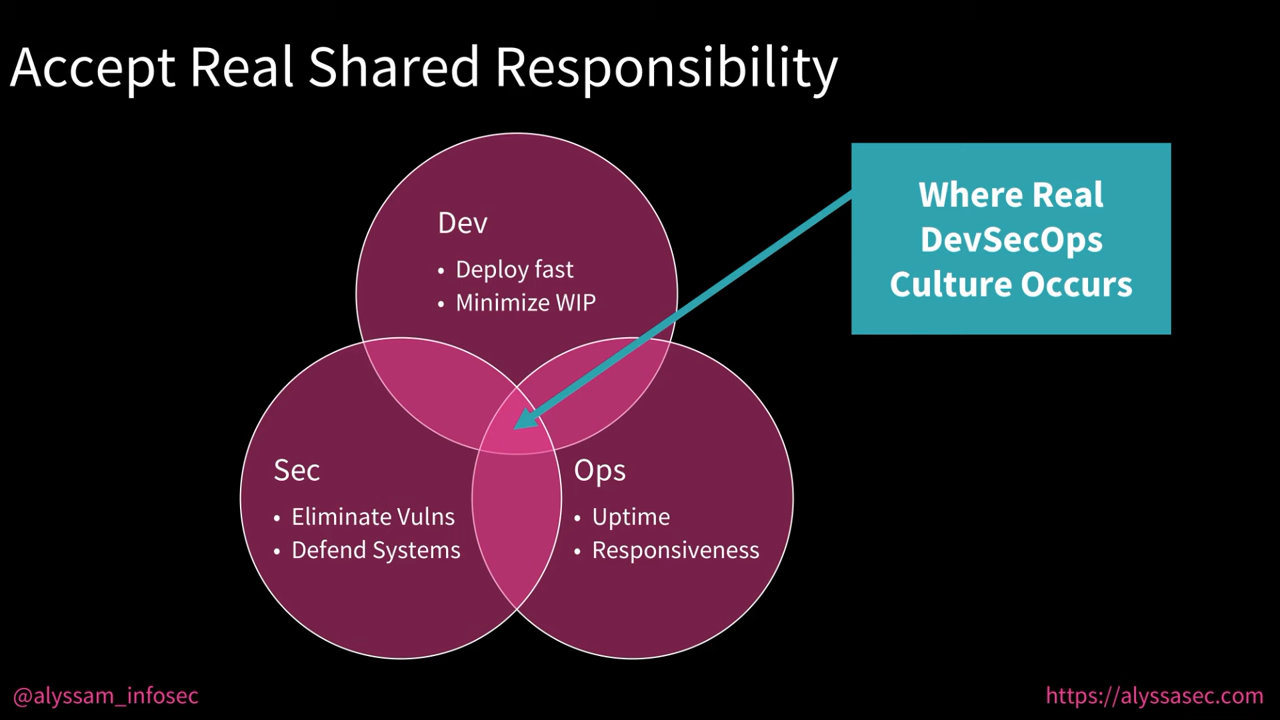 Accept Real Shared Responsibility
Dev
• Deploy fast
• Minimize WIP
Where Real
DevSecOps
Culture Occurs
Sec
• Eliminate Vulns
• Defend Systems
Ops
• Uptime
• Responsiveness
@alyssam_infosec
https://alyssasec.com